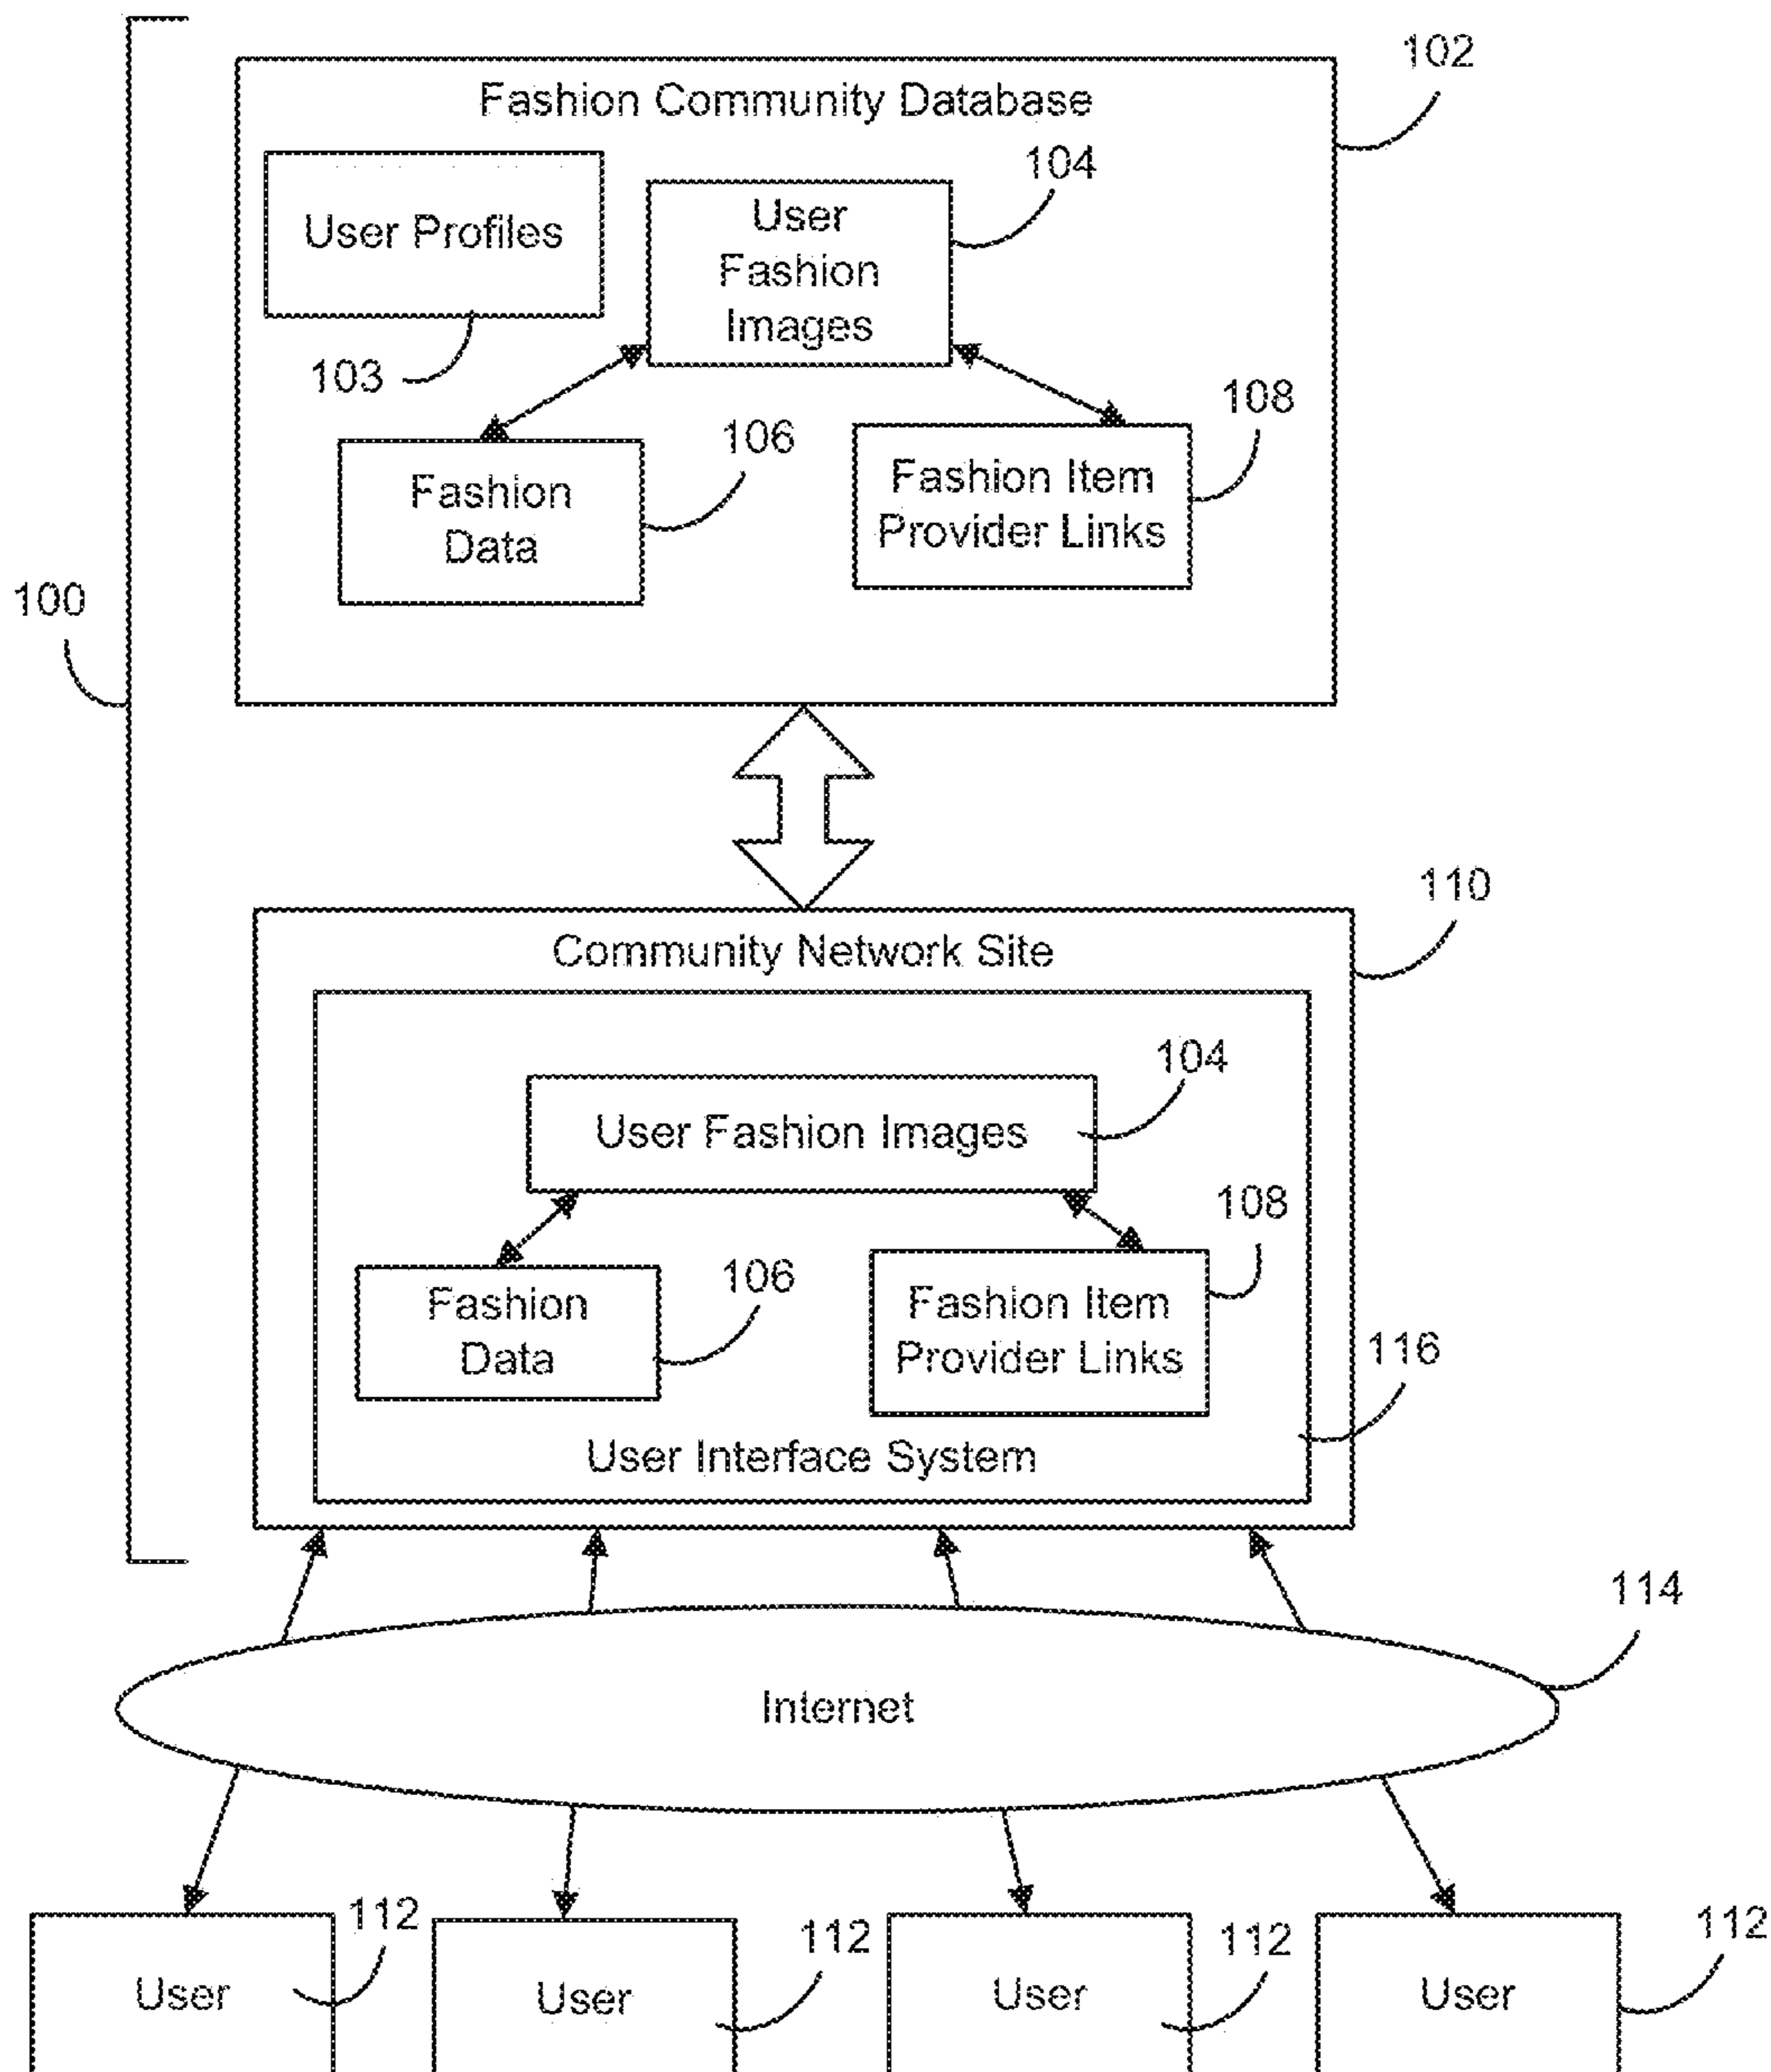 102
Fashion Community Database
104
User Profiles
User
Fashion
Images
103
108
106
Fashion
Data
Fashion Item
Provider Links
100
110
Community Network Site
104
User Fashion Images
108
106
Fashion
Data
Fashion Item
Provider Links
116
User Interface System
114
Internet
112
112
112
112
User
User
User
User